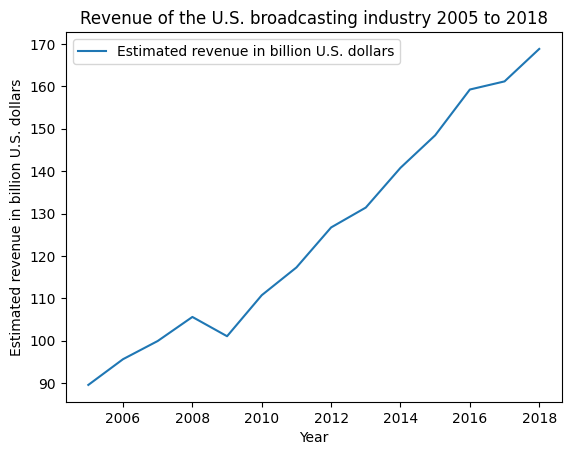 Revenue of the U.S. broadcasting industry 2005 to 2018
Estimated revenue in billion U.S. dollars
170
160
150
140
130
120
110
100
90
Estimated revenue in billion U.S. dollars
2006 2008 2010 2012 2014 2016 2018
Year